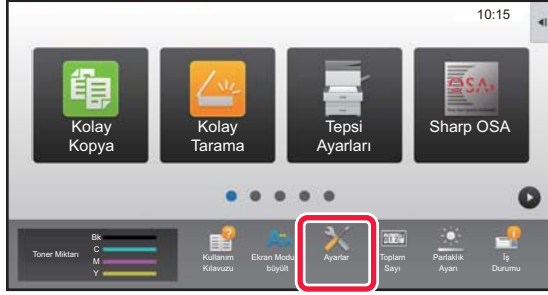 10:15
Kolay
Kopya
Kolay
Tarama
Tepsi
Ayarları
OSA
Sharp OSA
Toner Miktarı
Bk
C
M
Y
Kullanım
Kılavuzu
Ekran Modu
büyült
Ayarlar
Toplam
Sayı
Parlaklık
Ayarı
İş
Durumu